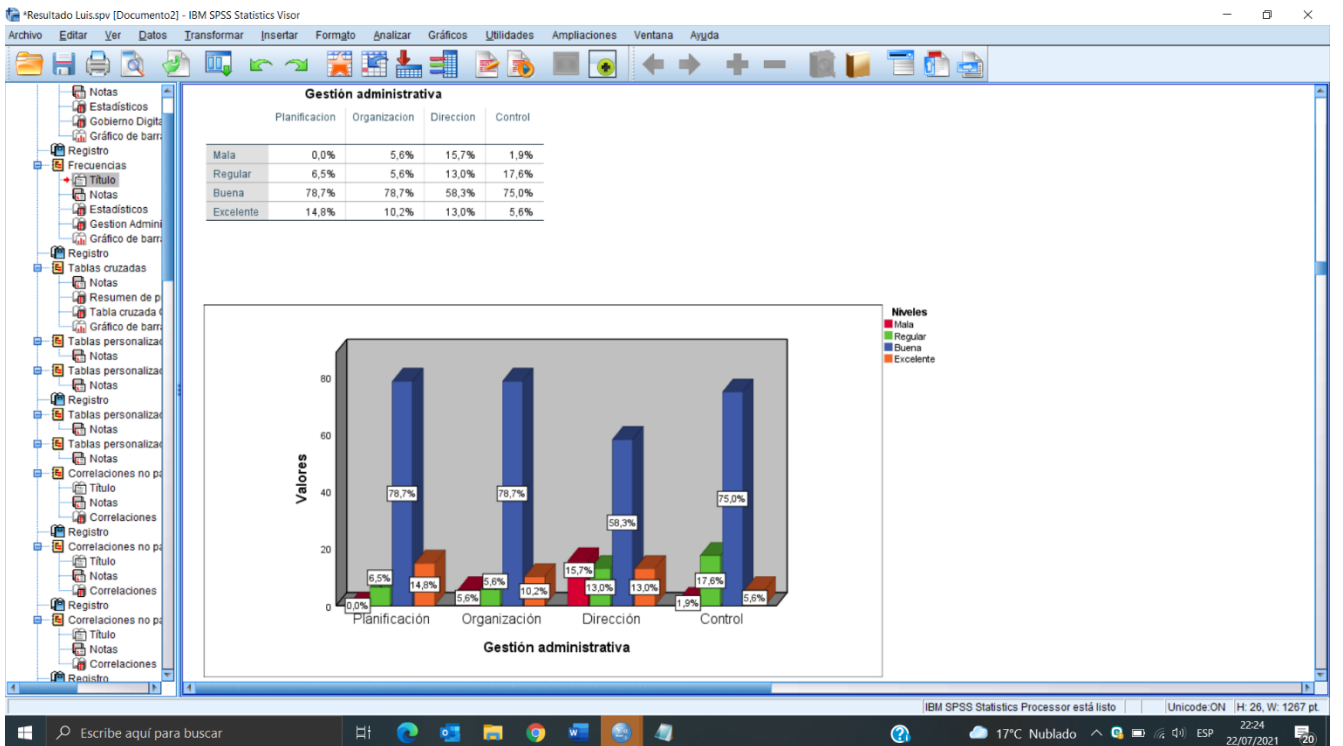 *Resultado Luis.spv [Documento2] - IBM SPSS Statistics Visor
Archivo Editar Ver Datos Transformar Insertar Formato Analizar Gráficos Utilidades Ampliaciones Ventana Ayuda
Notas
Estadísticos
Gobierno Digita
Gráfico de barra
Registro
Frecuencias
Título
Notas
Estadísticos
Gestion Admini
Gráfico de barra
Registro
Tablas cruzadas
Notas
Resumen de p
Tabla cruzada
Gráfico de barra
Tablas personalizad
Notas
Tablas personalizad
Notas
Registro
Tablas personalizad
Notas
Tablas personalizad
Notas
Correlaciones no pa
Título
Notas
Correlaciones
Registro
Correlaciones no pa
Título
Notas
Correlaciones
Registro
Correlaciones no pa
Título
Notas
Correlaciones
Registro
Gestión administrativa
Planificacion Organizacion Direccion Control
Mala 0,0% 5,6% 15,7% 1,9%
Regular 6,5% 5,6% 13,0% 17,6%
Buena 78,7% 78,7% 58,3% 75,0%
Excelente 14,8% 10,2% 13,0% 5,6%
Niveles
Mala
Regular
Buena
Excelente
Valores
80
60
40
20
0
78,7% 78,7% 58,3% 75,0%
0,0% 6,5% 14,8% 5,6% 5,6% 10,2% 15,7% 13,0% 13,0% 1,9% 17,6% 5,6%
Planificación Organización Dirección Control
Gestión administrativa
IBM SPSS Statistics Processor está listo Unicode:ON H: 26, W: 1267 pt.
Escribe aquí para buscar
17°C Nublado ESP
22:24
22/07/2021
20